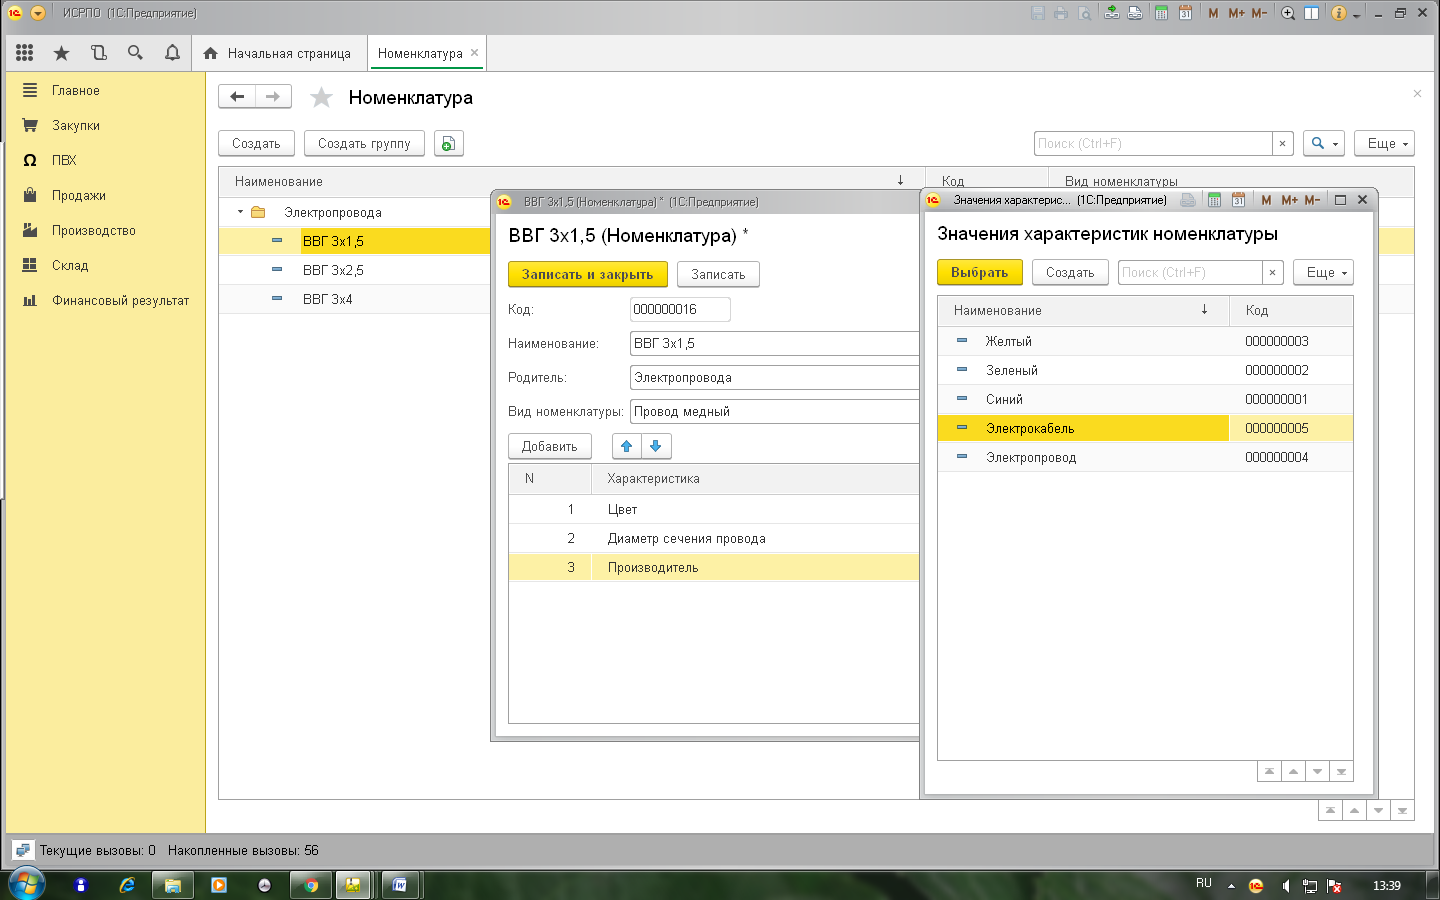 ИСРПО (1С:Предприятие)
M M+ M-
Начальная страница
Номенклатура
Главное
Закупки
ПВХ
Продажи
Производство
Склад
Финансовый результат
Номенклатура
Создать
Создать группу
Поиск (Ctrl+F)
Еще
Наименование
Код
Вид номенклатуры
Электропровода
ВВГ 3х1,5
ВВГ 3х2,5
ВВГ 3х4
ВВГ 3х1,5 (Номенклатура) * (1С:Предприятие)
ВВГ 3х1,5 (Номенклатура) *
Записать и закрыть
Записать
Код: 000000016
Наименование: ВВГ 3х1,5
Родитель: Электропровода
Вид номенклатуры: Провод медный
Добавить
N Характеристика
1 Цвет
2 Диаметр сечения провода
3 Производитель
Значения характерис... (1С:Предприятие)
M M+ M-
Значения характеристик номенклатуры
Выбрать
Создать
Поиск (Ctrl+F)
Еще
Наименование Код
Желтый 000000003
Зеленый 000000002
Синий 000000001
Электрокабель 000000005
Электропровод 000000004
Текущие вызовы: 0 Накопленные вызовы: 56
RU
13:39